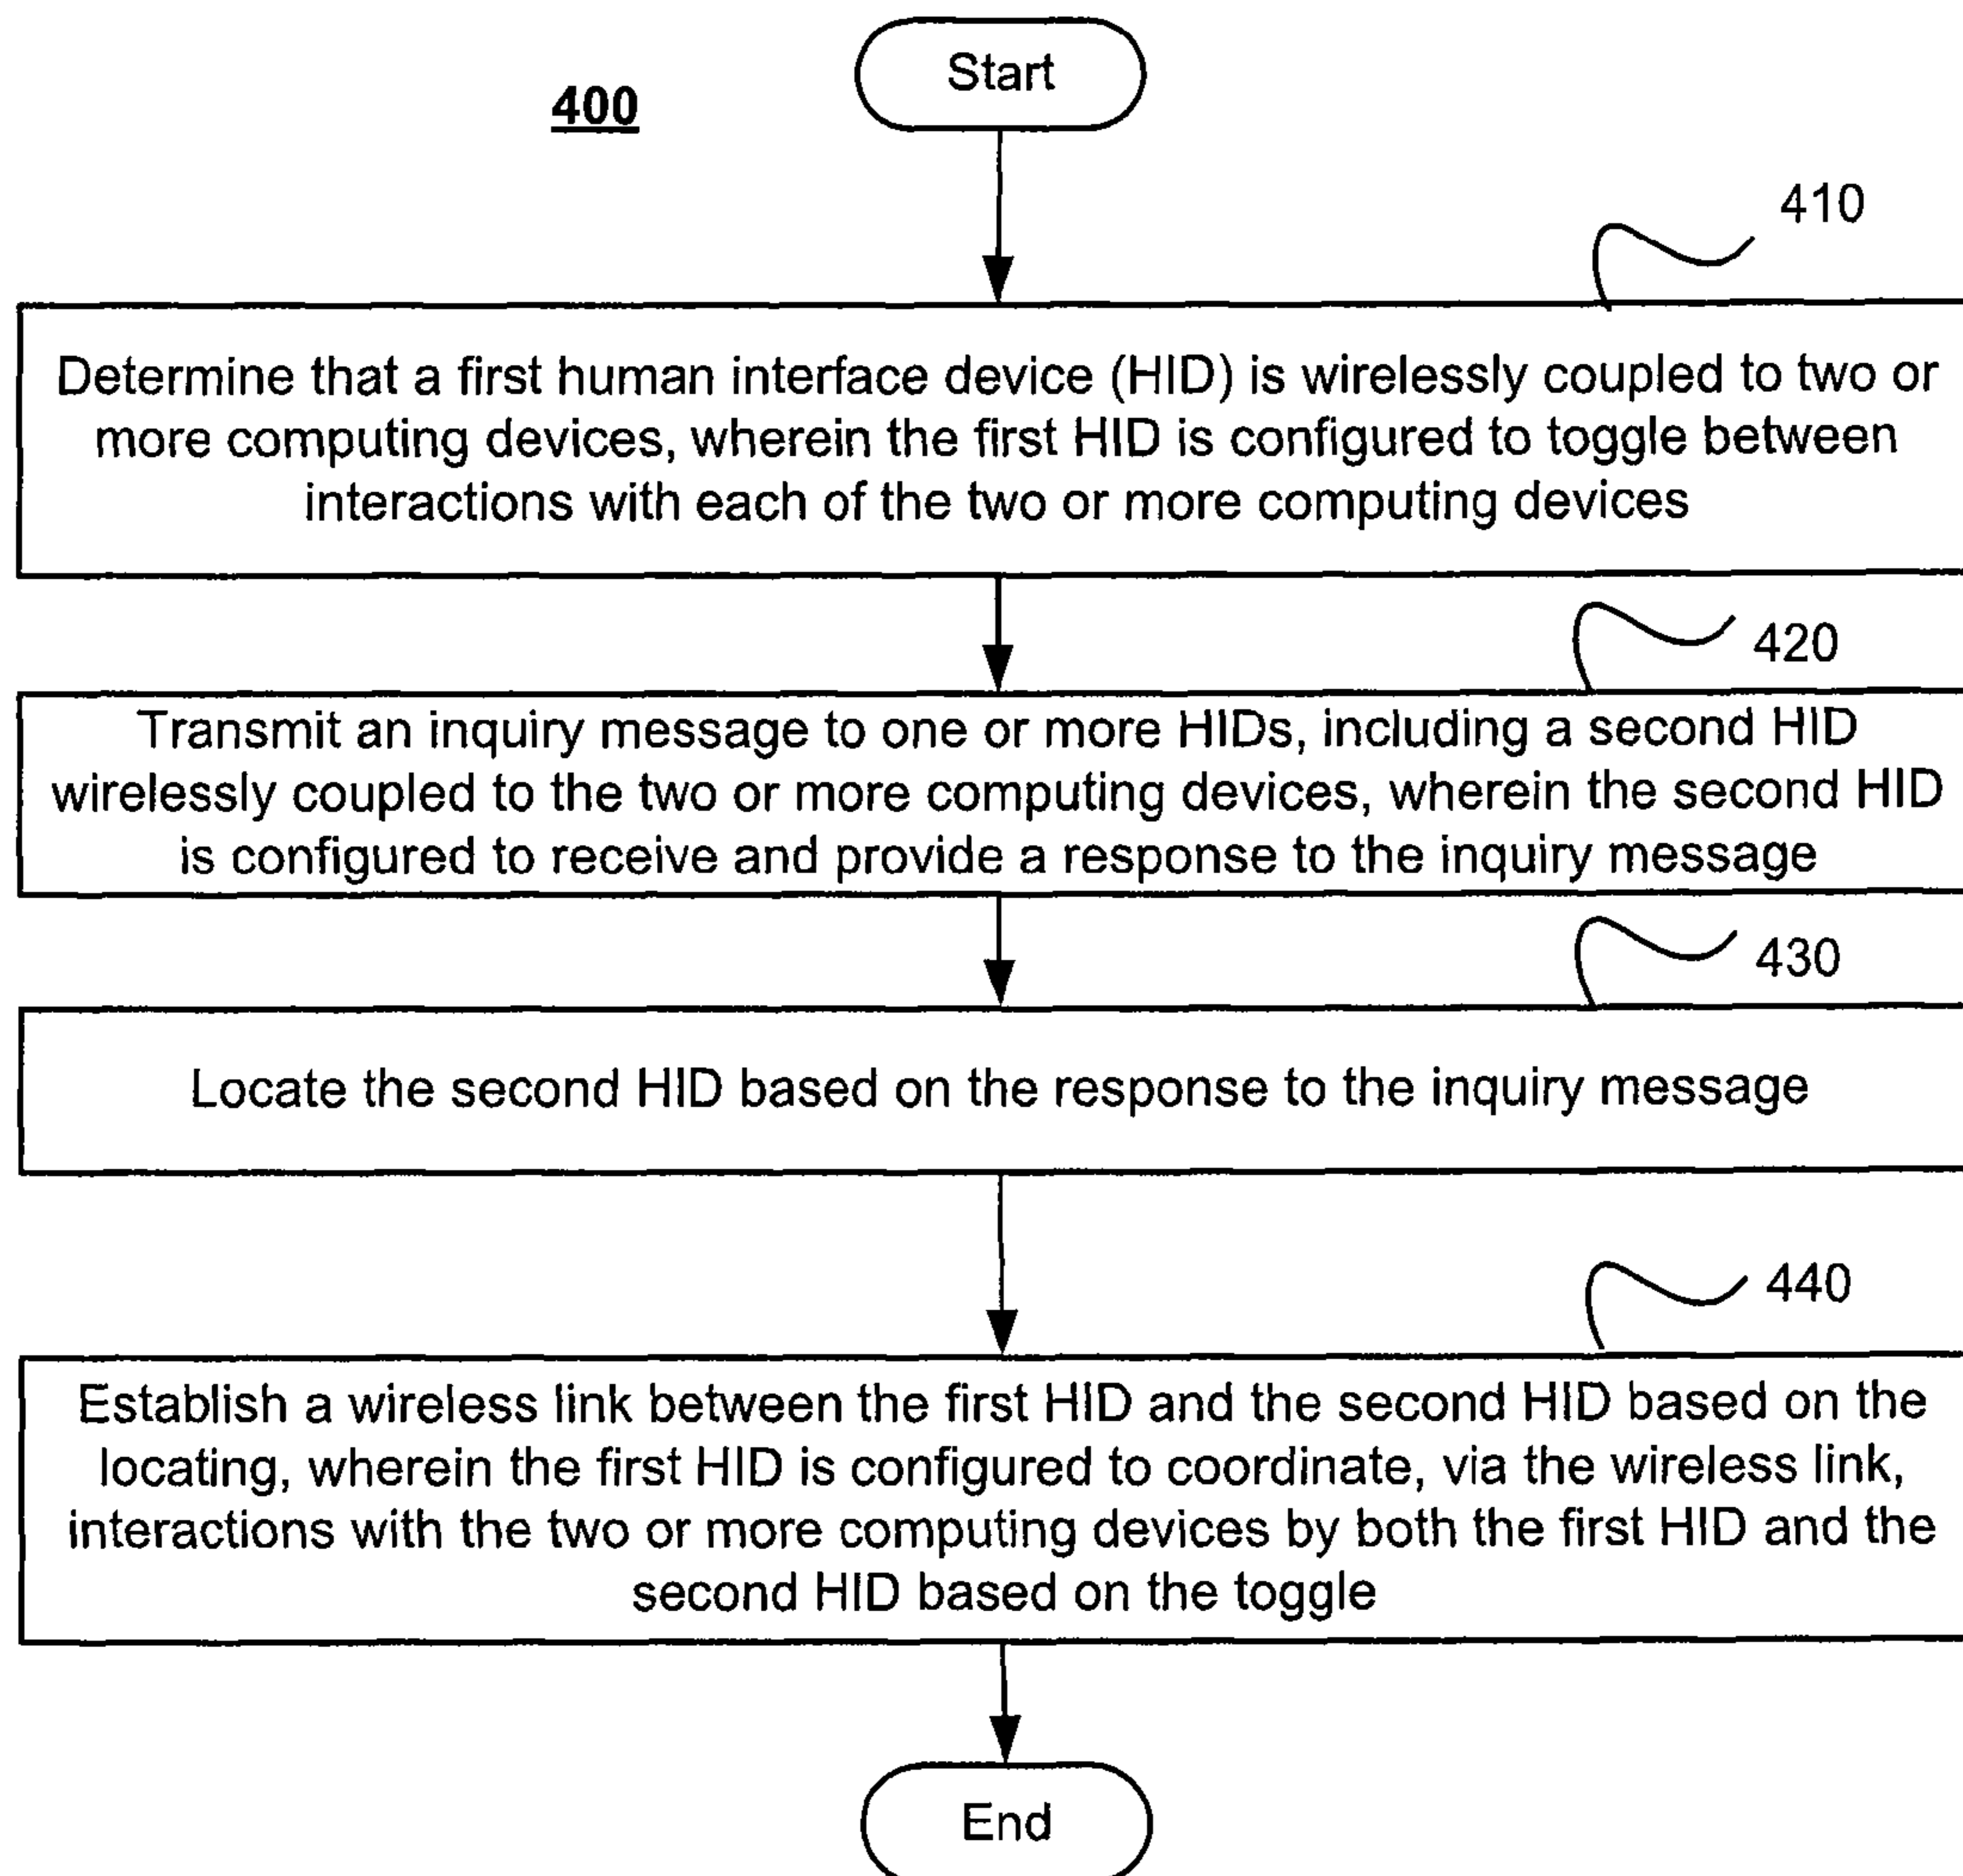 Start
400
410
Determine that a first human interface device (HID) is wirelessly coupled to two or
more computing devices, wherein the first HID is configured to toggle between
interactions with each of the two or more computing devices
420
Transmit an inquiry message to one or more HIDs, including a second HID
wirelessly coupled to the two or more computing devices, wherein the second HID
is configured to receive and provide a response to the inquiry message
430
Locate the second HID based on the response to the inquiry message
440
Establish a wireless link between the first HID and the second HID based on the
locating, wherein the first HID is configured to coordinate, via the wireless link,
interactions with the two or more computing devices by both the first HID and the
second HID based on the toggle
End